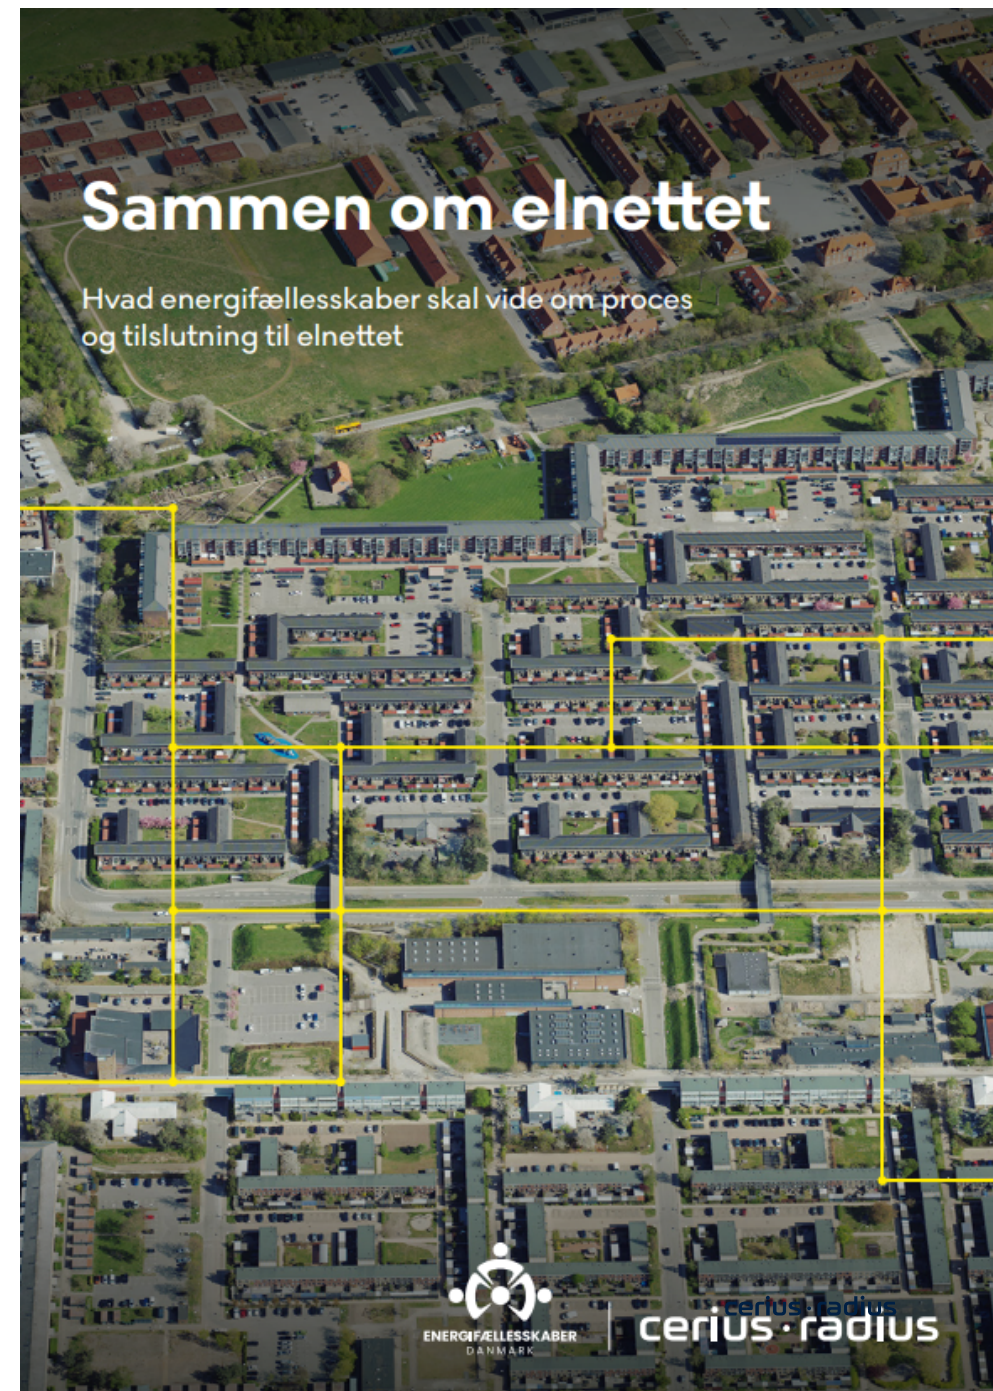 Sammen om elnettet
Hvad energifællesskaber skal vide om proces
og tilslutning til elnettet
ENERGIFÆLLESSKABER
DANMARK
cerius·radius
cerius·radius